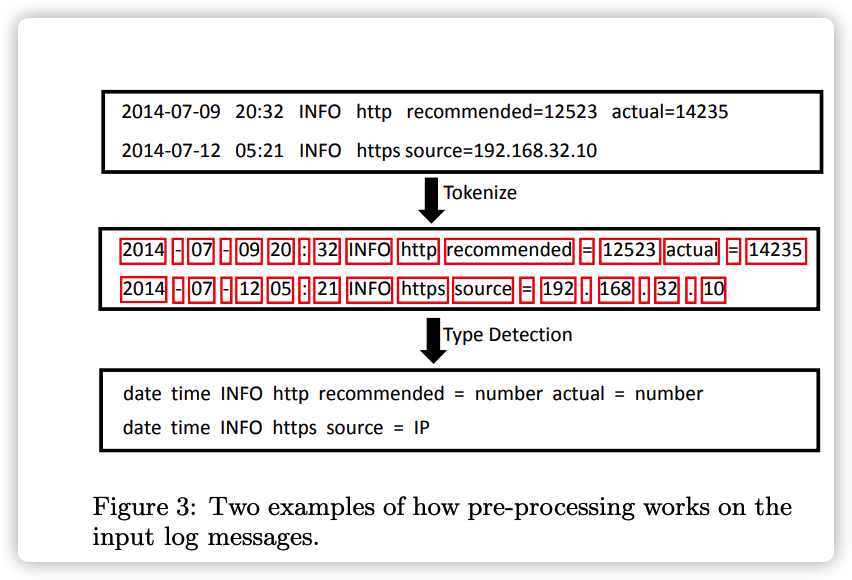 2014-07-09 20:32 INFO http recommended=12523 actual=14235
2014-07-12 05:21 INFO https source=192.168.32.10
Tokenize
2014 - 07 - 09 20 : 32 INFO http recommended = 12523 actual = 14235
2014 - 07 - 12 05 : 21 INFO https source = 192 . 168 . 32 . 10
Type Detection
date time INFO http recommended = number actual = number
date time INFO https source = IP
Figure 3: Two examples of how pre-processing works on the
input log messages.